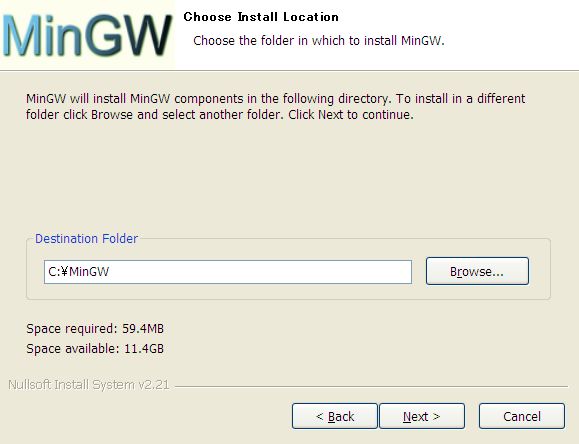 MinGW
Choose Install Location
Choose the folder in which to install MinGW.
MinGW will install MinGW components in the following directory. To install in a different
folder click Browse and select another folder. Click Next to continue.
Destination Folder
C:¥MinGW
Browse...
Space required: 59.4MB
Space available: 11.4GB
Nullsoft Install System v2.21
< Back
Next >
Cancel